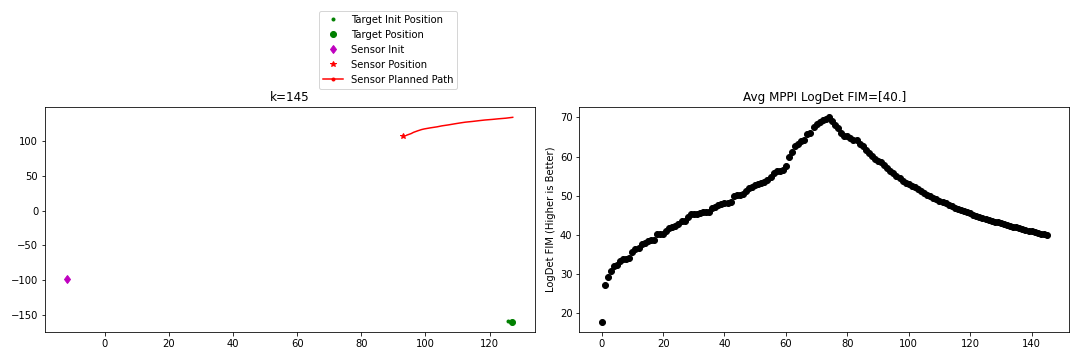 Target Init Position
Target Position
Sensor Init
Sensor Position
Sensor Planned Path
k=145
100
50
0
−50
−100
−150
0 20 40 60 80 100 120
Avg MPPI LogDet FIM=[40.]
LogDet FIM (Higher is Better)
70
60
50
40
30
20
0 20 40 60 80 100 120 140